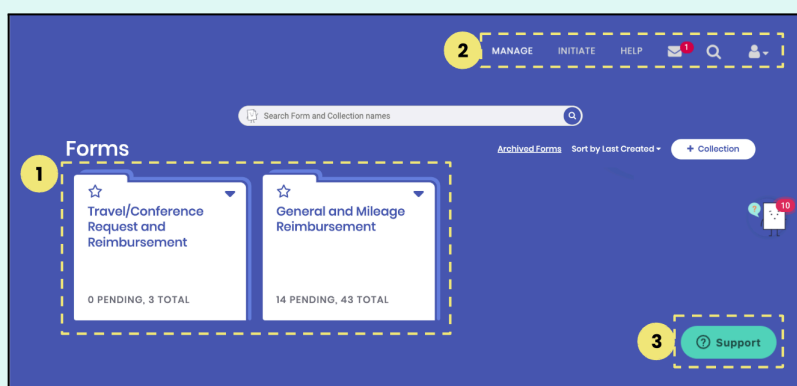 2 MANAGE INITIATE HELP 1
Search Form and Collection names
Forms
Archived Forms Sort by Last Created + Collection
1
Travel/Conference
Request and
Reimbursement
0 PENDING, 3 TOTAL
General and Mileage
Reimbursement
14 PENDING, 43 TOTAL
? 10
3 ? Support